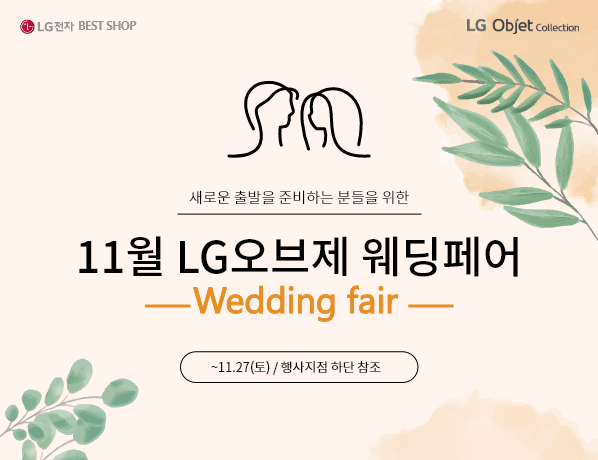 LG전자 BEST SHOP
LG Objet Collection
새로운 출발을 준비하는 분들을 위한
11월 LG오브제 웨딩페어
Wedding fair
~11.27(토) / 행사지점 하단 참조